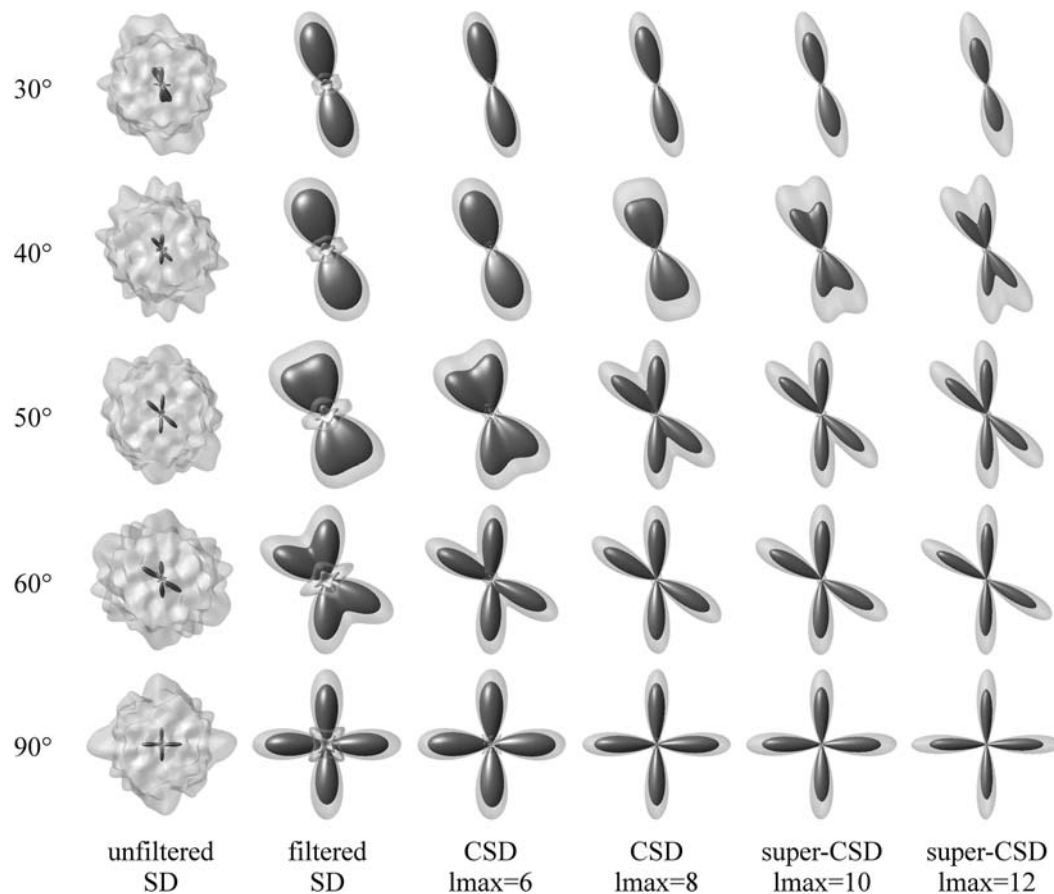 30°
40°
50°
60°
90°
unfiltered filtered CSD CSD super-CSD super-CSD
SD SD lmax=6 lmax=8 lmax=10 lmax=12